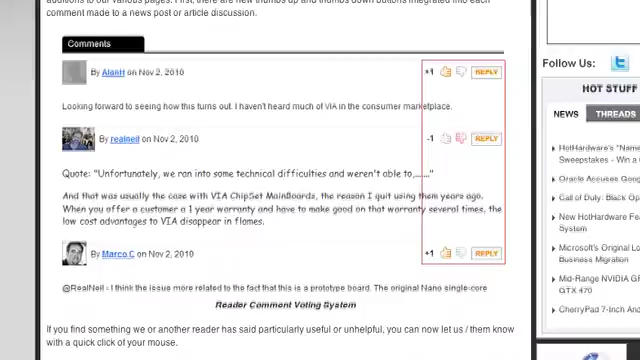 additions to our various pages. First, there are new thumbs up and thumbs down buttons integrated into each
comment made to a news post or article discussion.
Comments
By AlanH on Nov 2, 2010
+1
REPLY
Looking forward to seeing how this turns out. I haven't heard much of VIA in the consumer marketplace.
By realneil on Nov 2, 2010
-1
REPLY
Quote: "Unfortunately, we ran into some technical difficulties and weren't able to,......"
And that was usually the case with VIA ChipSet MainBoards, the reason I quit using them years ago.
When you offer a customer a 1 year warranty and have to make good on that warranty several times, the
low cost advantages to VIA disappear in flames.
By Marco C on Nov 2, 2010
+1
REPLY
@RealNeil - I think the issue more related to the fact that this is a prototype board. The original Nano single-core
Reader Comment Voting System
If you find something we or another reader has said particularly useful or unhelpful, you can now let us / them know
with a quick click of your mouse.
Follow Us:
HOT STUFF
NEWS
THREADS
HotHardware's "Name
Sweepstakes - Win a
Oracle Accuses Goog
Call of Duty: Black Op
New HotHardware Fea
System
Microsoft's Original Lo
Business Migration
Mid-Range NVIDIA GF
GTX 470
CherryPad 7-Inch An